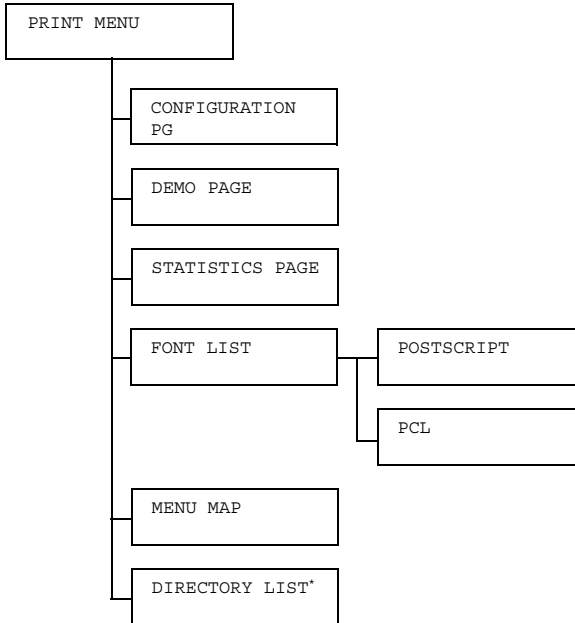 PRINT MENU
CONFIGURATION
PG
DEMO PAGE
STATISTICS PAGE
FONT LIST
POSTSCRIPT
PCL
MENU MAP
DIRECTORY LIST*